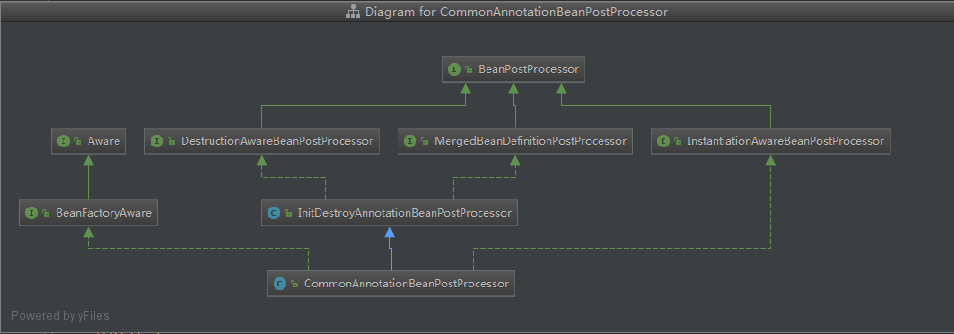 Diagram for CommonAnnotationBeanPostProcessor
BeanPostProcessor
Aware
DestructionAwareBeanPostProcessor
MergedBeanDefinitionPostProcessor
InstantiationAwareBeanPostProcessor
BeanFactoryAware
InitDestroyAnnotationBeanPostProcessor
CommonAnnotationBeanPostProcessor
Powered by yFiles